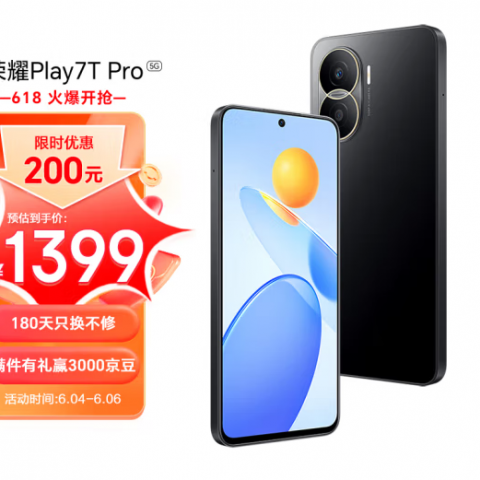 荣耀Play7T Pro 5G
—618 火爆开抢—
限时优惠
200元
预估到手价:
1399
180天只换不修
满件有礼赢3000京豆
活动时间:6.04–6.06